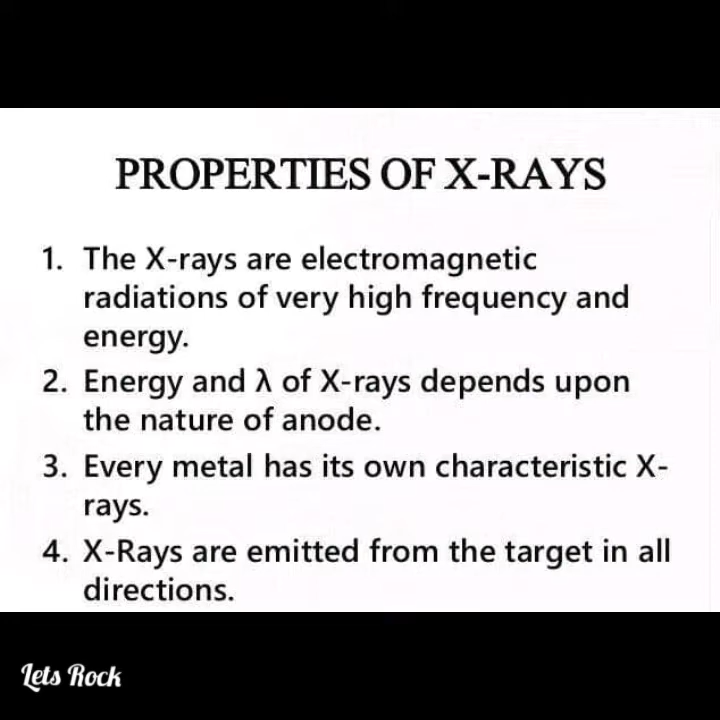 PROPERTIES OF X-RAYS
1. The X-rays are electromagnetic
radiations of very high frequency and
energy.
2. Energy and λ of X-rays depends upon
the nature of anode.
3. Every metal has its own characteristic X-
rays.
4. X-Rays are emitted from the target in all
directions.
Lets Rock